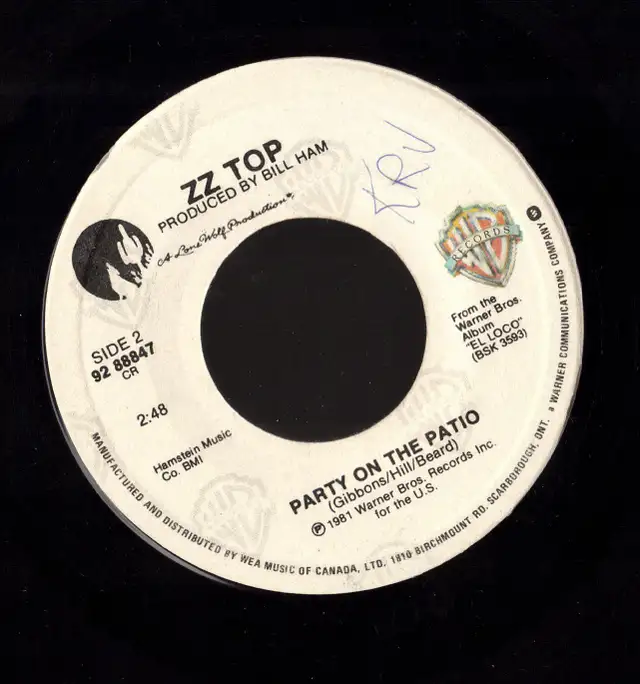 ZZ TOP
PRODUCED BY BILL HAM
A Lone Wolf Production*
KRV
RECORDS
SIDE 2
92 88847
CR
2:48
Hamstein Music
Co. BMI
From the
Warner Bros.
Album
"EL LOCO"
(BSK 3593)
PARTY ON THE PATIO
(Gibbons/Hill/Beard)
℗ 1981 Warner Bros. Records Inc.
for the U.S.
MANUFACTURED AND DISTRIBUTED BY WEA MUSIC OF CANADA, LTD. 1810 BIRCHMOUNT RD. SCARBOROUGH, ONT. a WARNER COMMUNICATIONS COMPANY